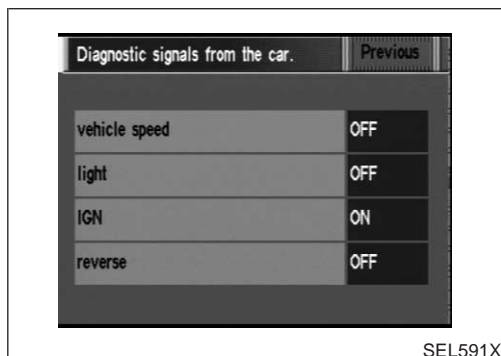 Diagnostic signals from the car. Previous
vehicle speed OFF
light OFF
IGN ON
reverse OFF
SEL591X